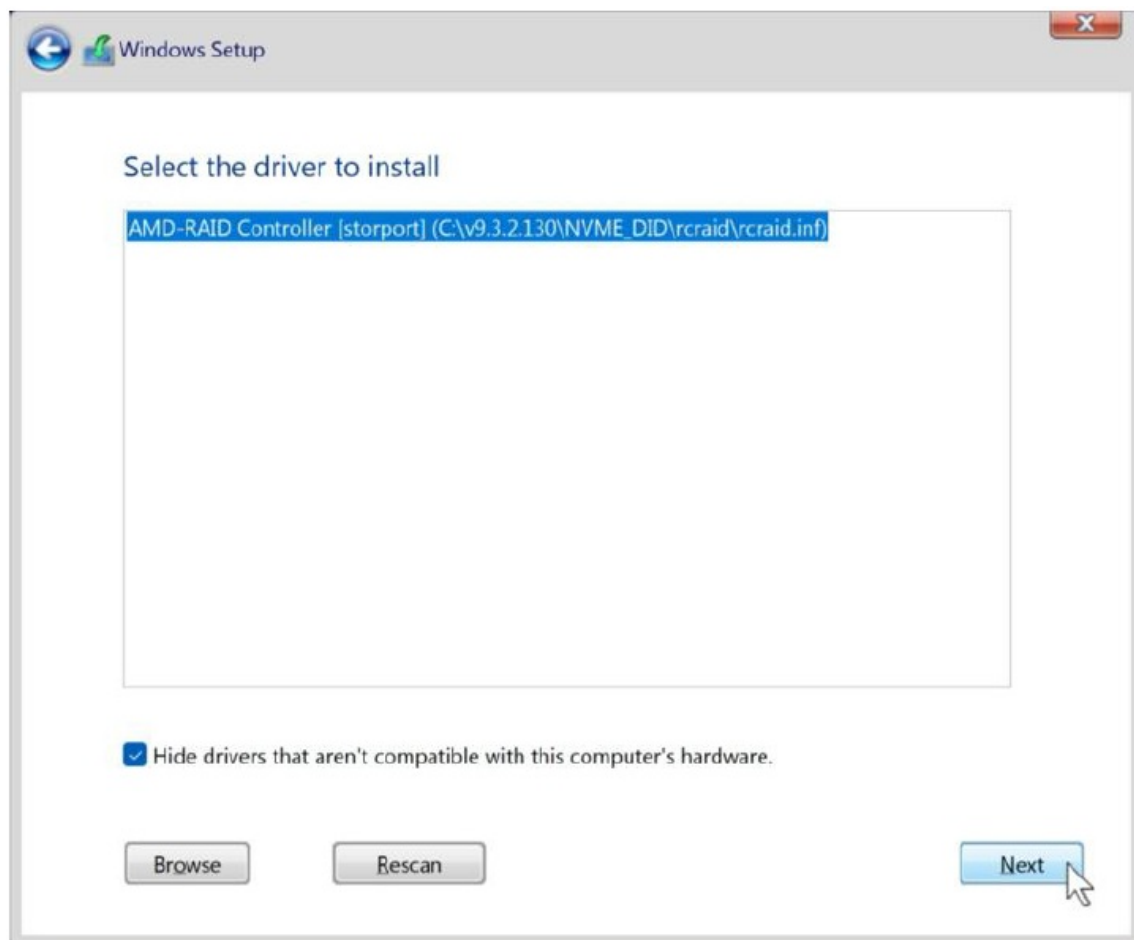 Windows Setup
Select the driver to install
AMD-RAID Controller [storport] (C:\v9.3.2.130\NVME_DID\rcraid\rcraid.inf)
Hide drivers that aren't compatible with this computer's hardware.
Browse
Rescan
Next